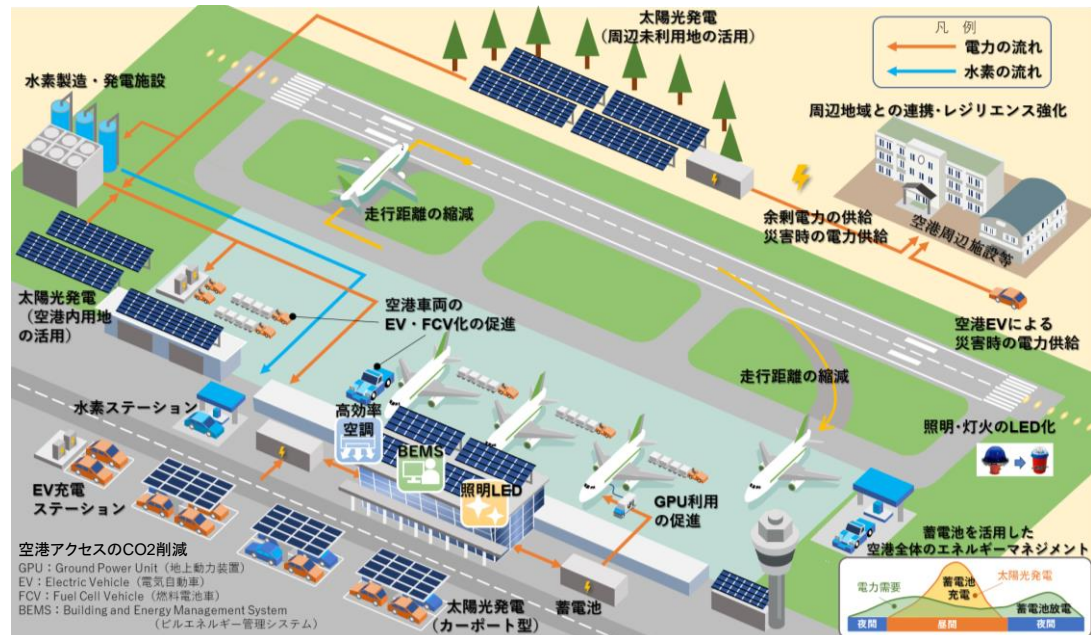 太陽光発電
（周辺未利用地の活用）
凡 例
電力の流れ
水素の流れ
水素製造・発電施設
周辺地域との連携・レジリエンス強化
走行距離の縮減
余剰電力の供給
災害時の電力供給
空港周辺施設等
太陽光発電
（空港内用地
の活用）
空港車両の
EV・FCV化の促進
空港EVによる
災害時の電力供給
走行距離の縮減
水素ステーション
高効率
空調
BEMS
照明LED
照明・灯火のLED化
EV充電
ステーション
GPU利用
の促進
空港アクセスのCO2削減
GPU：Ground Power Unit（地上動力装置）
EV：Electric Vehicle（電気自動車）
FCV：Fuel Cell Vehicle（燃料電池車）
BEMS：Building and Energy Management System
（ビルエネルギー管理システム）
太陽光発電
（カーポート型）
蓄電池
蓄電池を活用した
空港全体のエネルギーマネジメント
電力需要
蓄電池
充電
太陽光発電
蓄電池放電
夜間
昼間
夜間